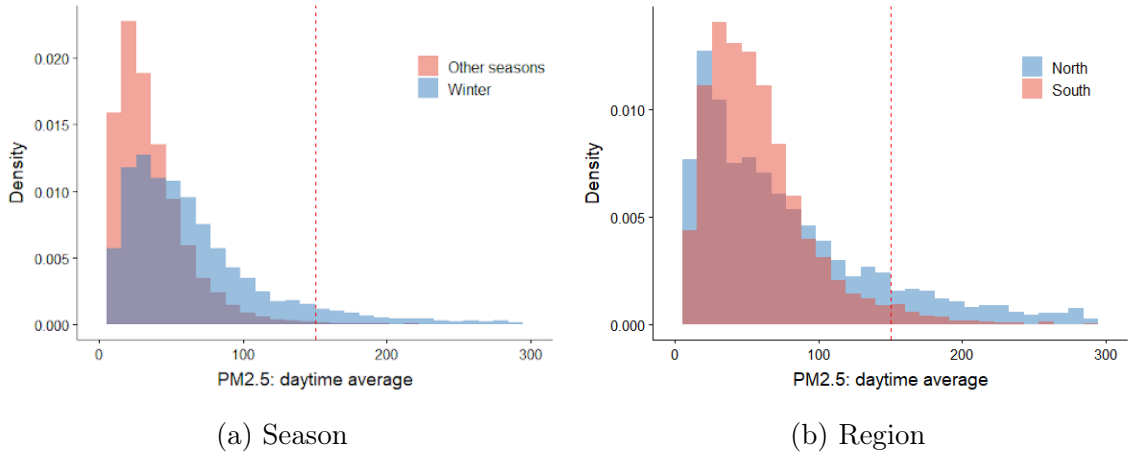 Density
0.020
0.015
0.010
0.005
0.000
0
100
200
300
PM2.5: daytime average
Other seasons
Winter
(a) Season
Density
0.010
0.005
0.000
0
100
200
300
PM2.5: daytime average
North
South
(b) Region